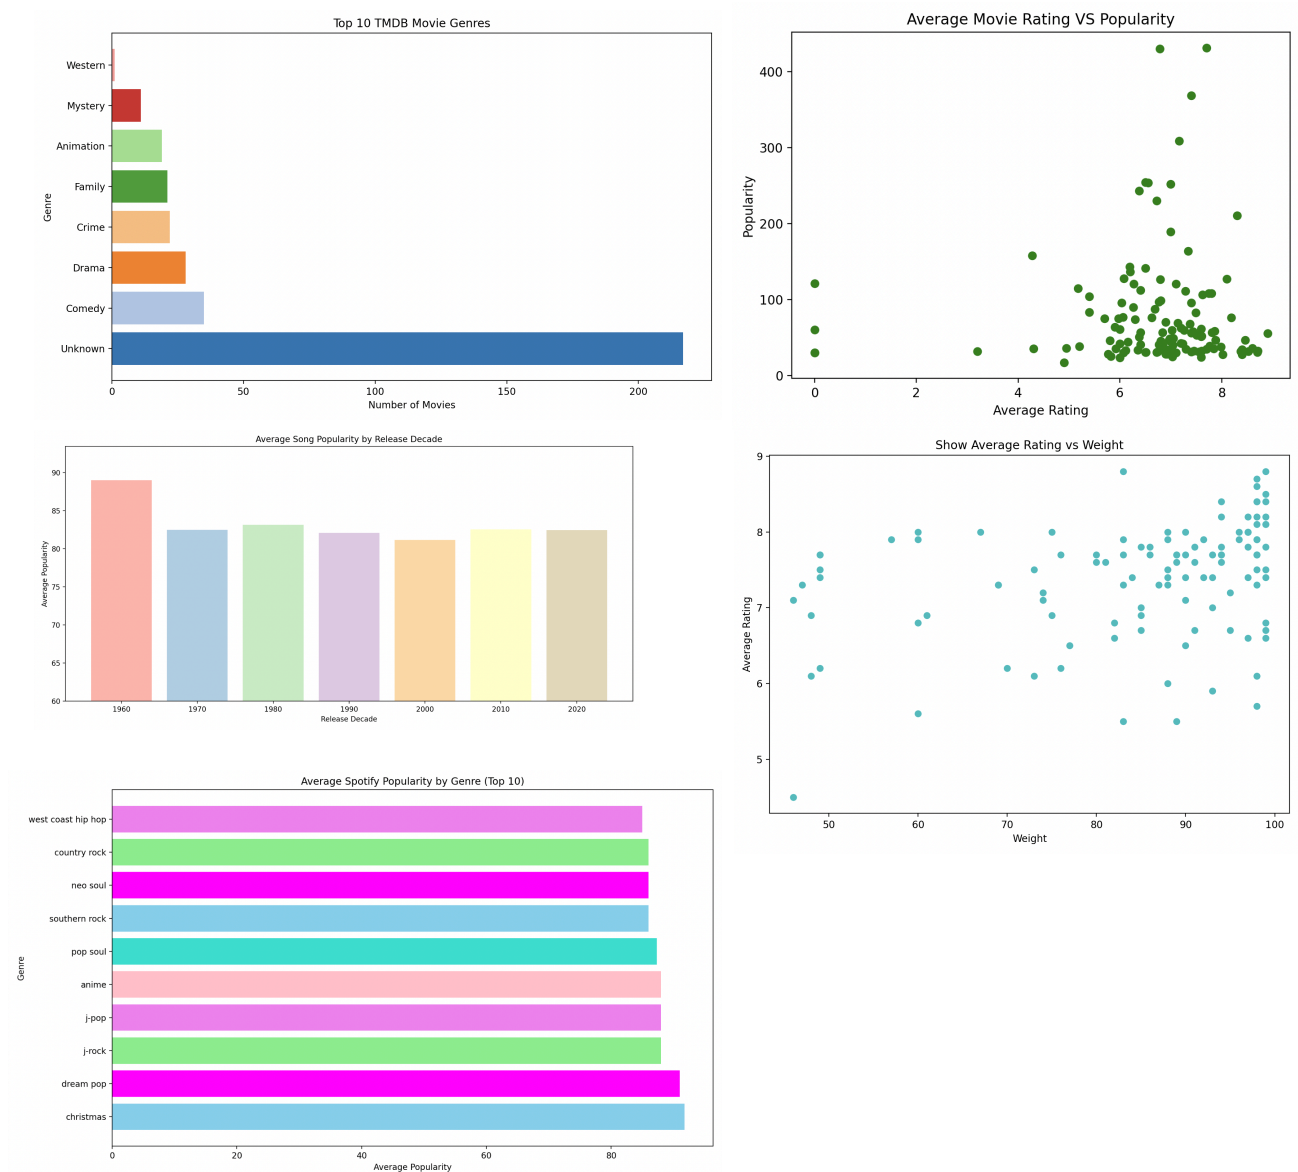 Top 10 TMDB Movie Genres
Western
Mystery
Animation
Family
Crime
Drama
Comedy
Unknown
Genre
0 50 100 150 200
Number of Movies
Average Movie Rating VS Popularity
400
300
200
100
0
Popularity
0 2 4 6 8
Average Rating
Average Song Popularity by Release Decade
90
85
80
75
70
65
60
Average Popularity
1960 1970 1980 1990 2000 2010 2020
Release Decade
Show Average Rating vs Weight
9
8
7
6
5
Average Rating
50 60 70 80 90 100
Weight
Average Spotify Popularity by Genre (Top 10)
west coast hip hop
country rock
neo soul
southern rock
pop soul
anime
j-pop
j-rock
dream pop
christmas
Genre
0 20 40 60 80
Average Popularity